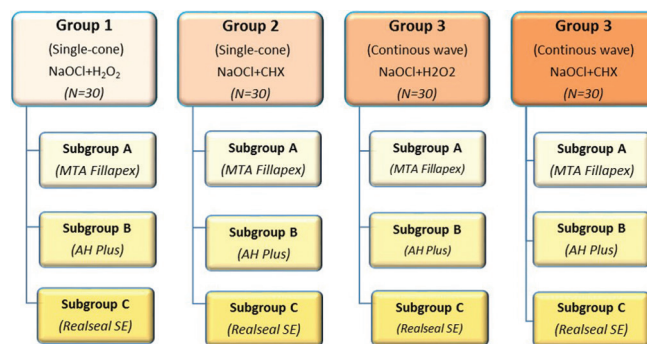 Group 1
(Single-cone)
NaOCl+H₂O₂
(N=30)
Subgroup A
(MTA Fillapex)
Subgroup B
(AH Plus)
Subgroup C
(Realseal SE)
Group 2
(Single-cone)
NaOCl+CHX
(N=30)
Subgroup A
(MTA Fillapex)
Subgroup B
(AH Plus)
Subgroup C
(Realseal SE)
Group 3
(Continous wave)
NaOCl+H2O2
(N=30)
Subgroup A
(MTA Fillapex)
Subgroup B
(AH Plus)
Subgroup C
(Realseal SE)
Group 3
(Continous wave)
NaOCl+CHX
(N=30)
Subgroup A
(MTA Fillapex)
Subgroup B
(AH Plus)
Subgroup C
(Realseal SE)